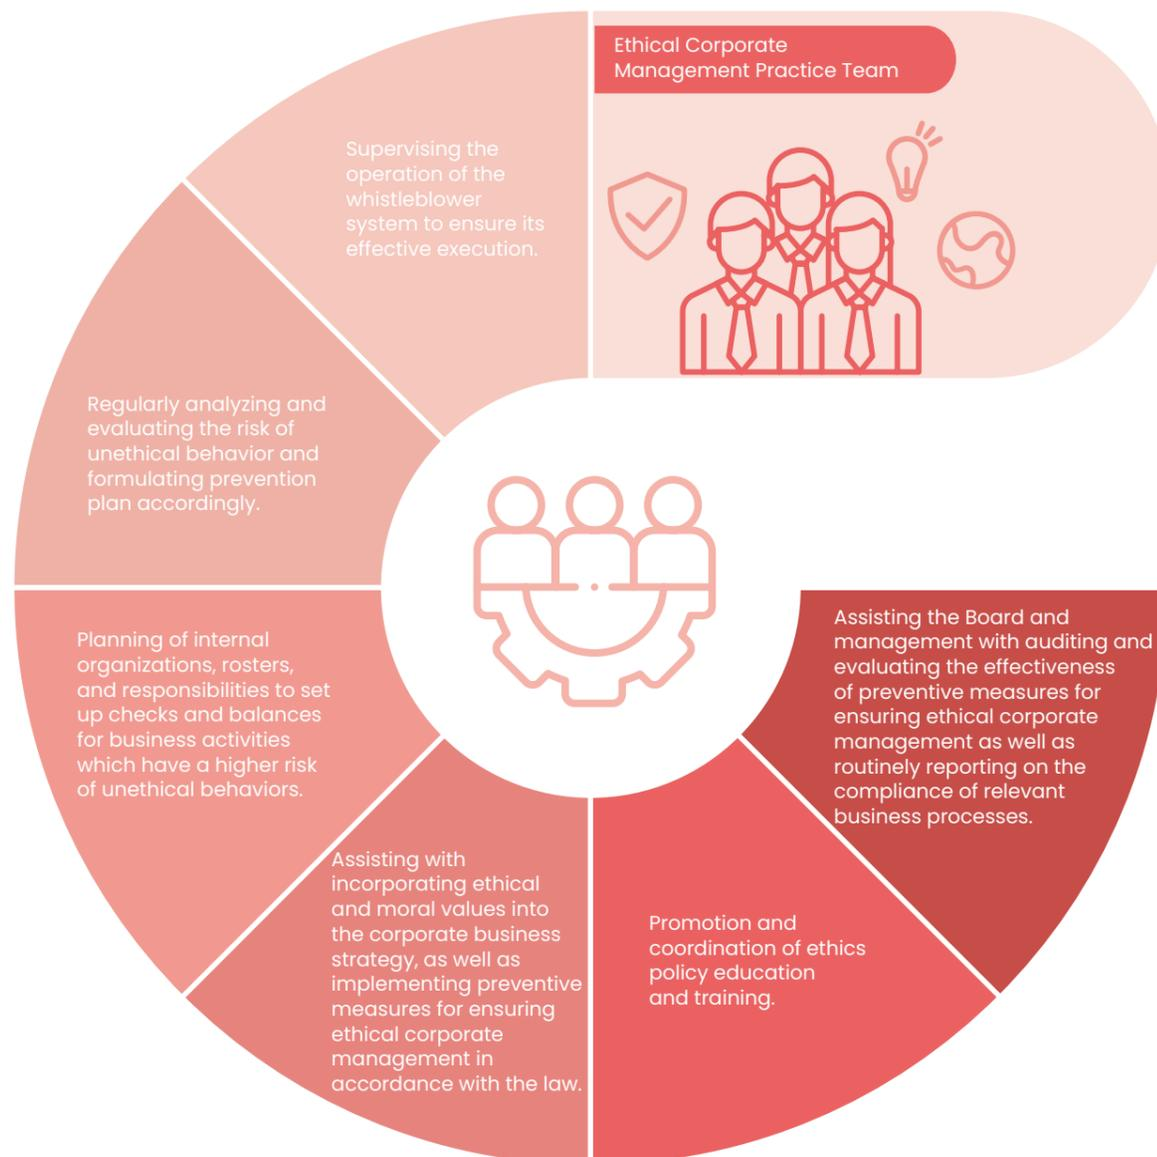 Ethical Corporate
Management Practice Team
Supervising the
operation of the
whistleblower
system to ensure its
effective execution.
Regularly analyzing and
evaluating the risk of
unethical behavior and
formulating prevention
plan accordingly.
Planning of internal
organizations, rosters,
and responsibilities to set
up checks and balances
for business activities
which have a higher risk
of unethical behaviors.
Assisting with
incorporating ethical
and moral values into
the corporate business
strategy, as well as
implementing preventive
measures for ensuring
ethical corporate
management in
accordance with the law.
Promotion and
coordination of ethics
policy education
and training.
Assisting the Board and
management with auditing and
evaluating the effectiveness
of preventive measures for
ensuring ethical corporate
management as well as
routinely reporting on the
compliance of relevant
business processes.